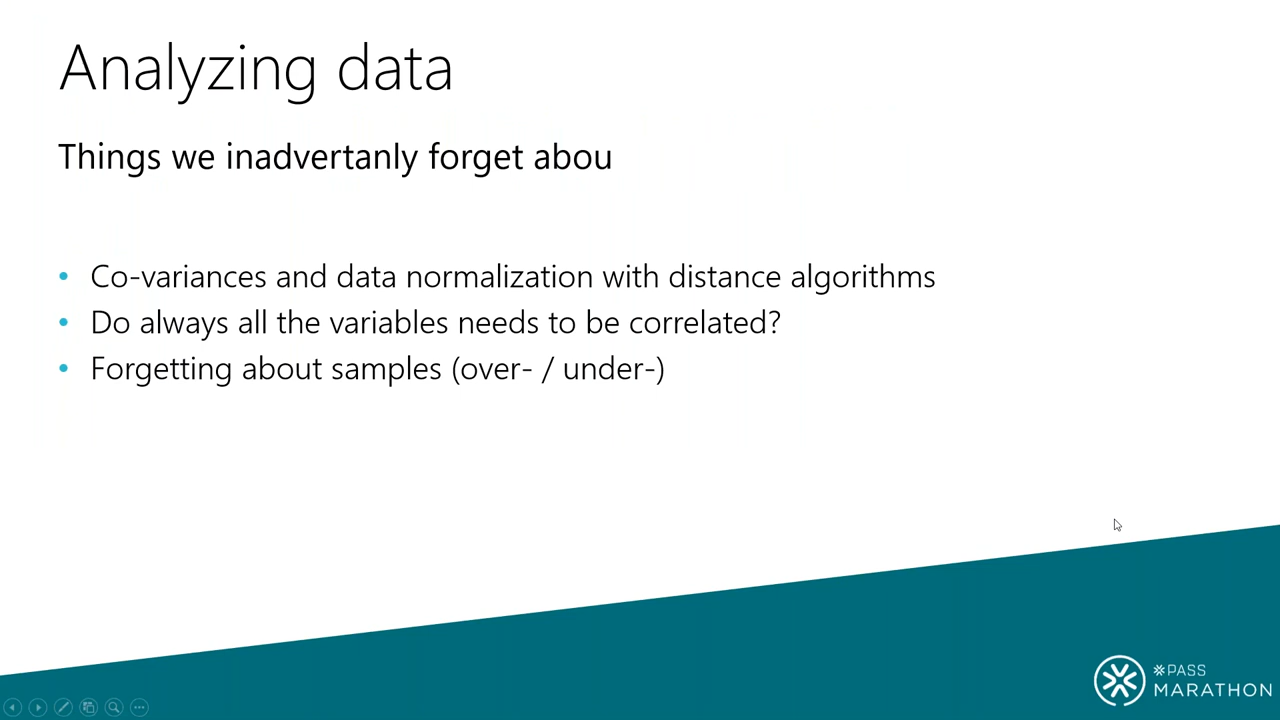 Analyzing data
Things we inadvertanly forget abou
• Co-variances and data normalization with distance algorithms
• Do always all the variables needs to be correlated?
• Forgetting about samples (over- / under-)
PASS
MARATHON